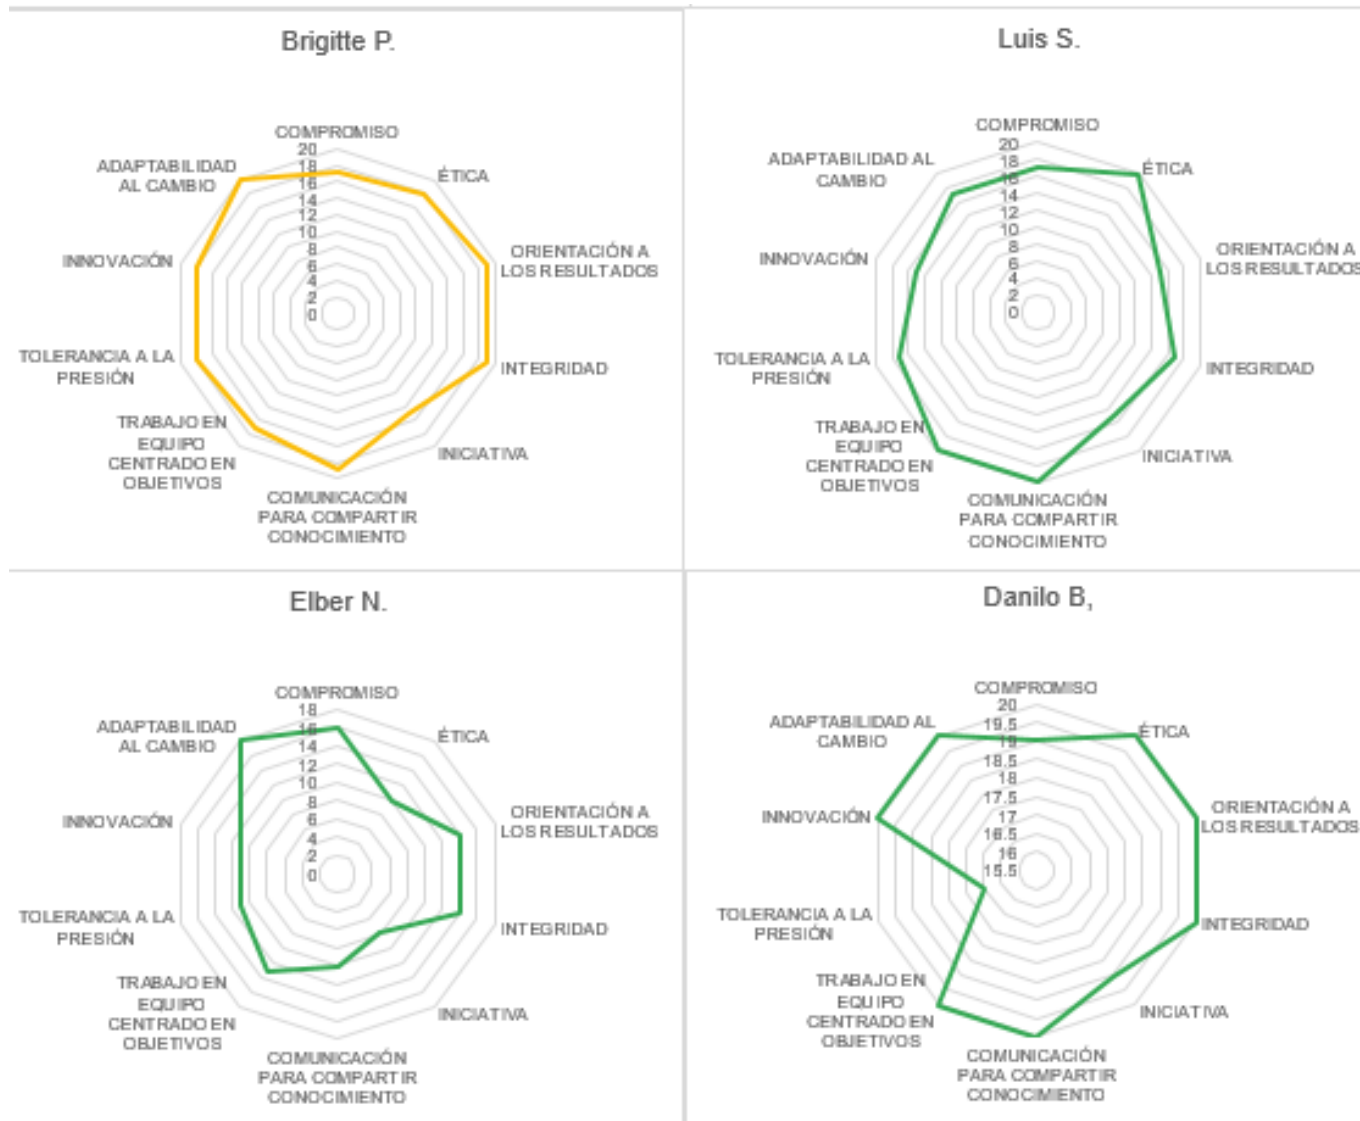 Brigitte P.
COMPROMISO
20
18
16
14
12
10
8
6
4
2
0
ÉTICA
ORIENTACIÓN A
LOS RESULTADOS
INTEGRIDAD
INICIATIVA
COMUNICACIÓN
PARA COMPARTIR
CONOCIMIENTO
TRABAJO EN
EQUIPO
CENTRADO EN
OBJETIVOS
TOLERANCIA A LA
PRESIÓN
INNOVACIÓN
ADAPTABILIDAD
AL CAMBIO
Luis S.
COMPROMISO
20
18
16
14
12
10
8
6
4
2
0
ÉTICA
ORIENTACIÓN A
LOS RESULTADOS
INTEGRIDAD
INICIATIVA
COMUNICACIÓN
PARA COMPARTIR
CONOCIMIENTO
TRABAJO EN
EQUIPO
CENTRADO EN
OBJETIVOS
TOLERANCIA A LA
PRESIÓN
INNOVACIÓN
ADAPTABILIDAD AL
CAMBIO
Elber N.
COMPROMISO
18
16
14
12
10
8
6
4
2
0
ÉTICA
ORIENTACIÓN A
LOS RESULTADOS
INTEGRIDAD
INICIATIVA
COMUNICACIÓN
PARA COMPARTIR
CONOCIMIENTO
TRABAJO EN
EQUIPO
CENTRADO EN
OBJETIVOS
TOLERANCIA A LA
PRESIÓN
INNOVACIÓN
ADAPTABILIDAD
AL CAMBIO
Danilo B,
COMPROMISO
20
19.5
19
18.5
18
17.5
17
16.5
16
15.5
ÉTICA
ORIENTACIÓN A
LOS RESULTADOS
INTEGRIDAD
INICIATIVA
COMUNICACIÓN
PARA COMPARTIR
CONOCIMIENTO
TRABAJO EN
EQUIPO
CENTRADO EN
OBJETIVOS
TOLERANCIA A LA
PRESIÓN
INNOVACIÓN
ADAPTABILIDAD AL
CAMBIO